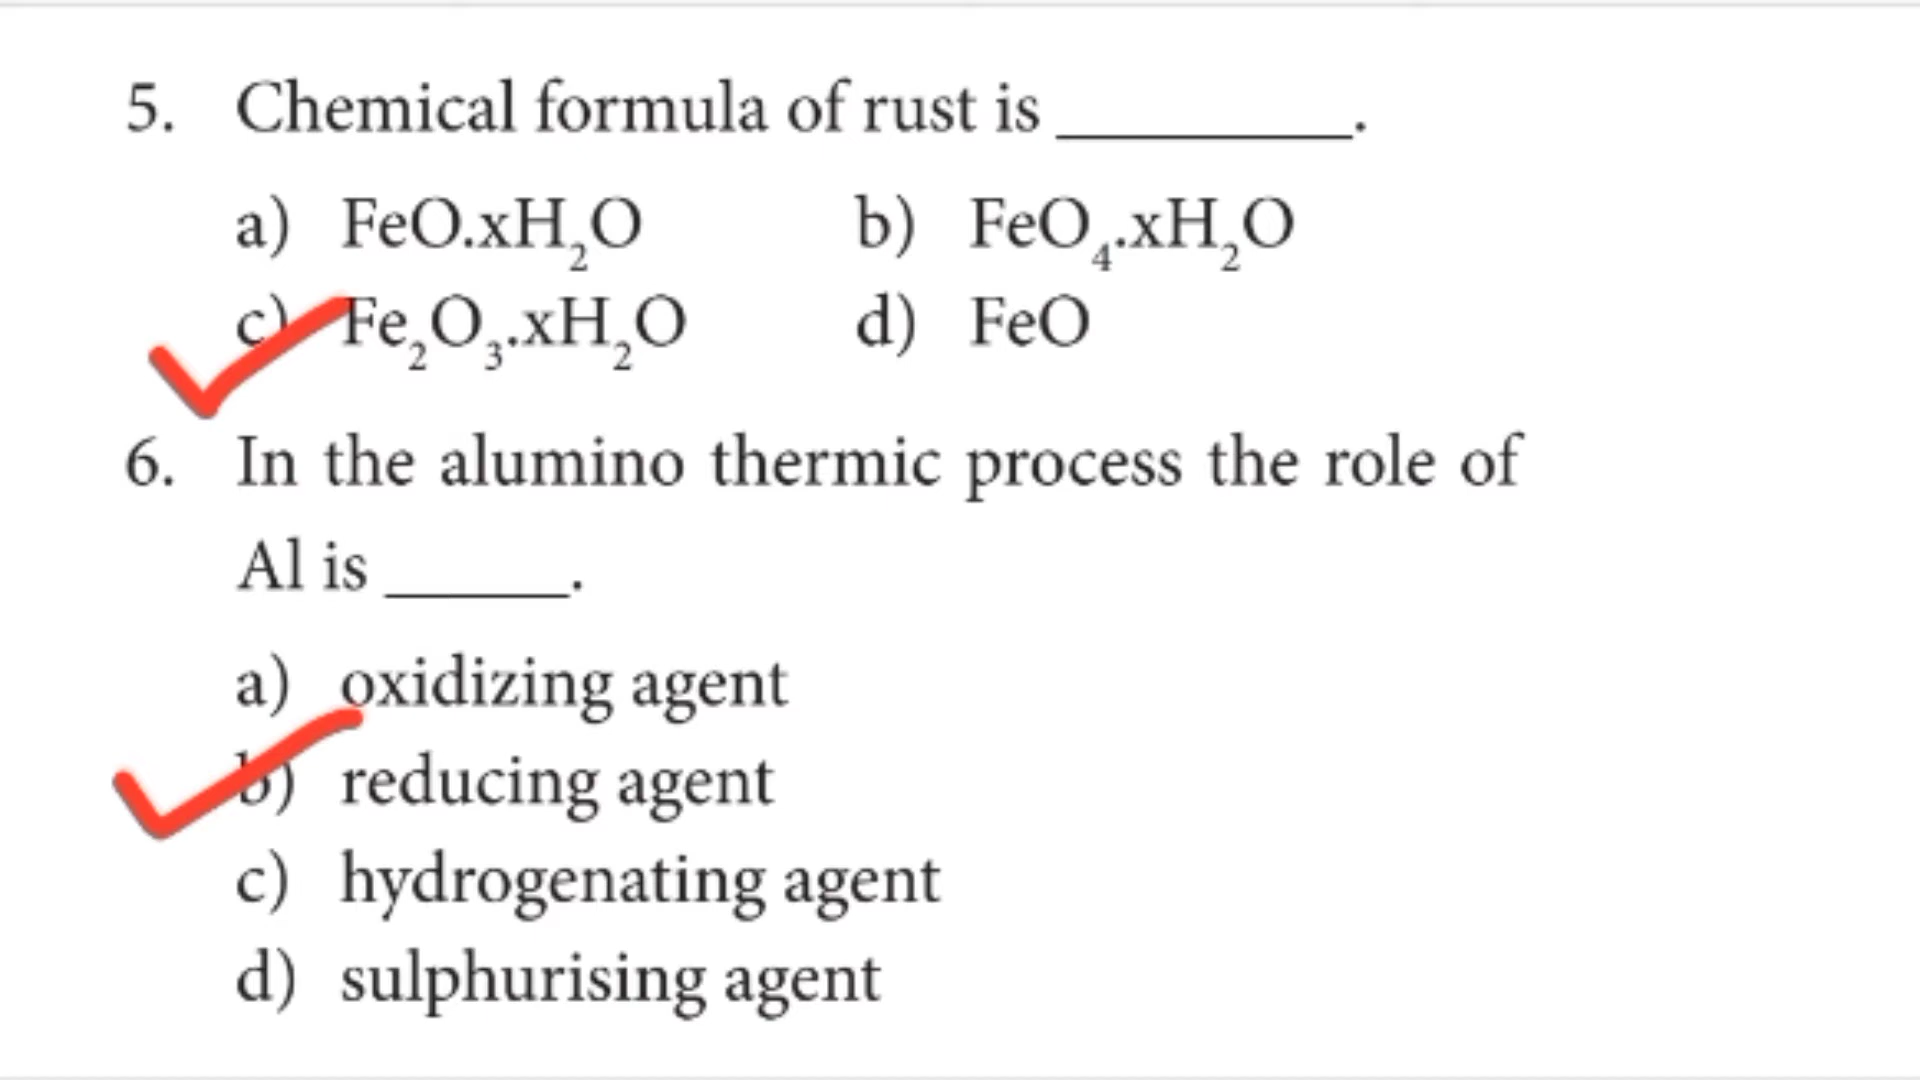 5. Chemical formula of rust is ________.
a) FeO.xH₂O b) FeO₄.xH₂O
c) Fe₂O₃.xH₂O d) FeO
6. In the alumino thermic process the role of
Al is _____.
a) oxidizing agent
b) reducing agent
c) hydrogenating agent
d) sulphurising agent